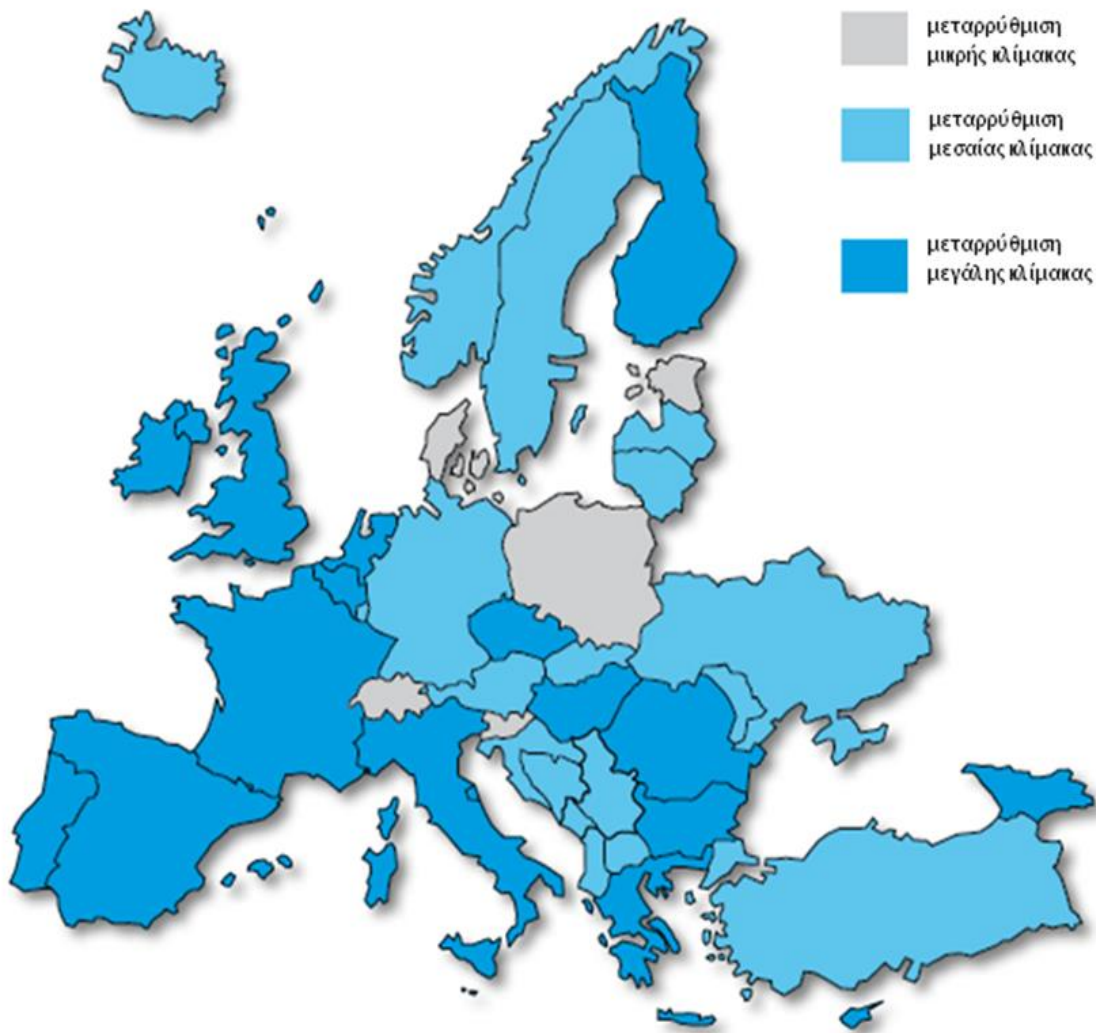 μεταρρύθμιση
μικρής κλίμακας
μεταρρύθμιση
μεσαίας κλίμακας
μεταρρύθμιση
μεγάλης κλίμακας